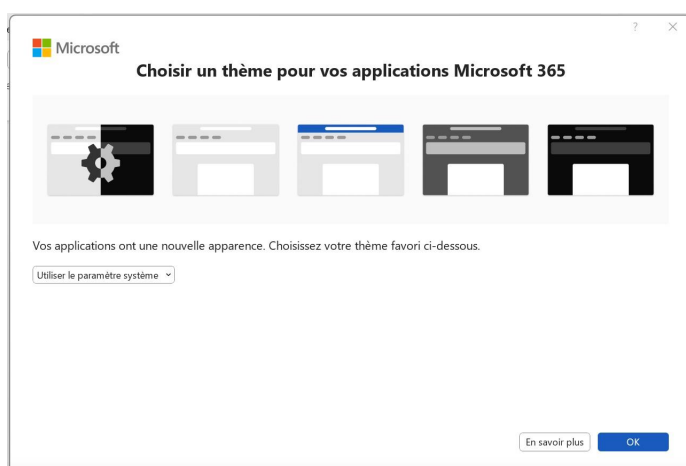 ?
Microsoft
Choisir un thème pour vos applications Microsoft 365
Vos applications ont une nouvelle apparence. Choisissez votre thème favori ci-dessous.
Utiliser le paramètre système
En savoir plus
OK